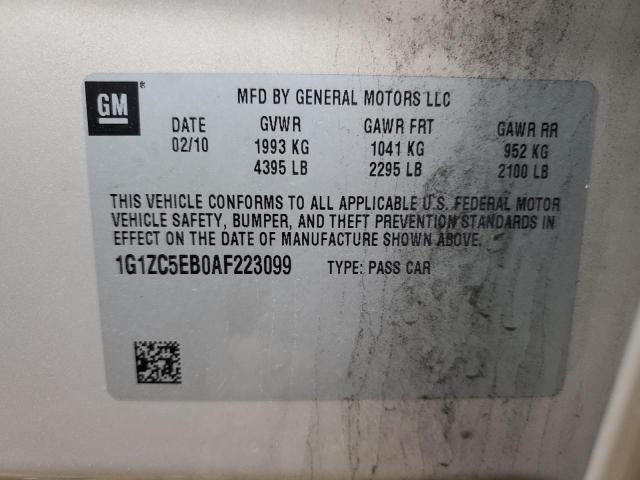 GM
MFD BY GENERAL MOTORS LLC
DATE GVWR GAWR FRT GAWR RR
02/10 1993 KG 1041 KG 952 KG
4395 LB 2295 LB 2100 LB
THIS VEHICLE CONFORMS TO ALL APPLICABLE U.S. FEDERAL MOTOR
VEHICLE SAFETY, BUMPER, AND THEFT PREVENTION STANDARDS IN
EFFECT ON THE DATE OF MANUFACTURE SHOWN ABOVE.
1G1ZC5EB0AF223099 TYPE: PASS CAR